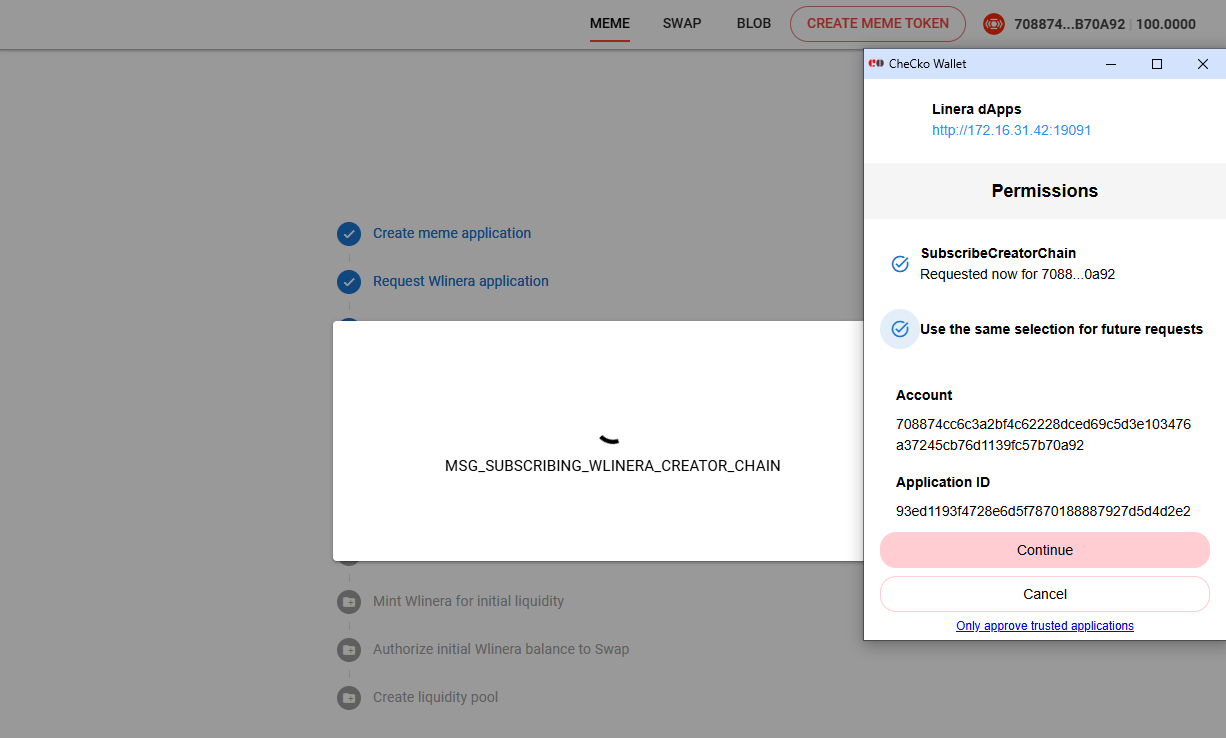 MEME SWAP BLOB CREATE MEME TOKEN 708874...B70A92 | 100.0000
CheCko Wallet
Linera dApps
http://172.16.31.42:19091
Permissions
SubscribeCreatorChain
Requested now for 7088...0a92
Use the same selection for future requests
Account
708874cc6c3a2bf4c62228dced69c5d3e103476
a37245cb76d1139fc57b70a92
Application ID
93ed1193f4728e6d5f7870188887927d5d4d2e2
Continue
Cancel
Only approve trusted applications
Create meme application
Request Wlinera application
MSG_SUBSCRIBING_WLINERA_CREATOR_CHAIN
Mint Wlinera for initial liquidity
Authorize initial Wlinera balance to Swap
Create liquidity pool